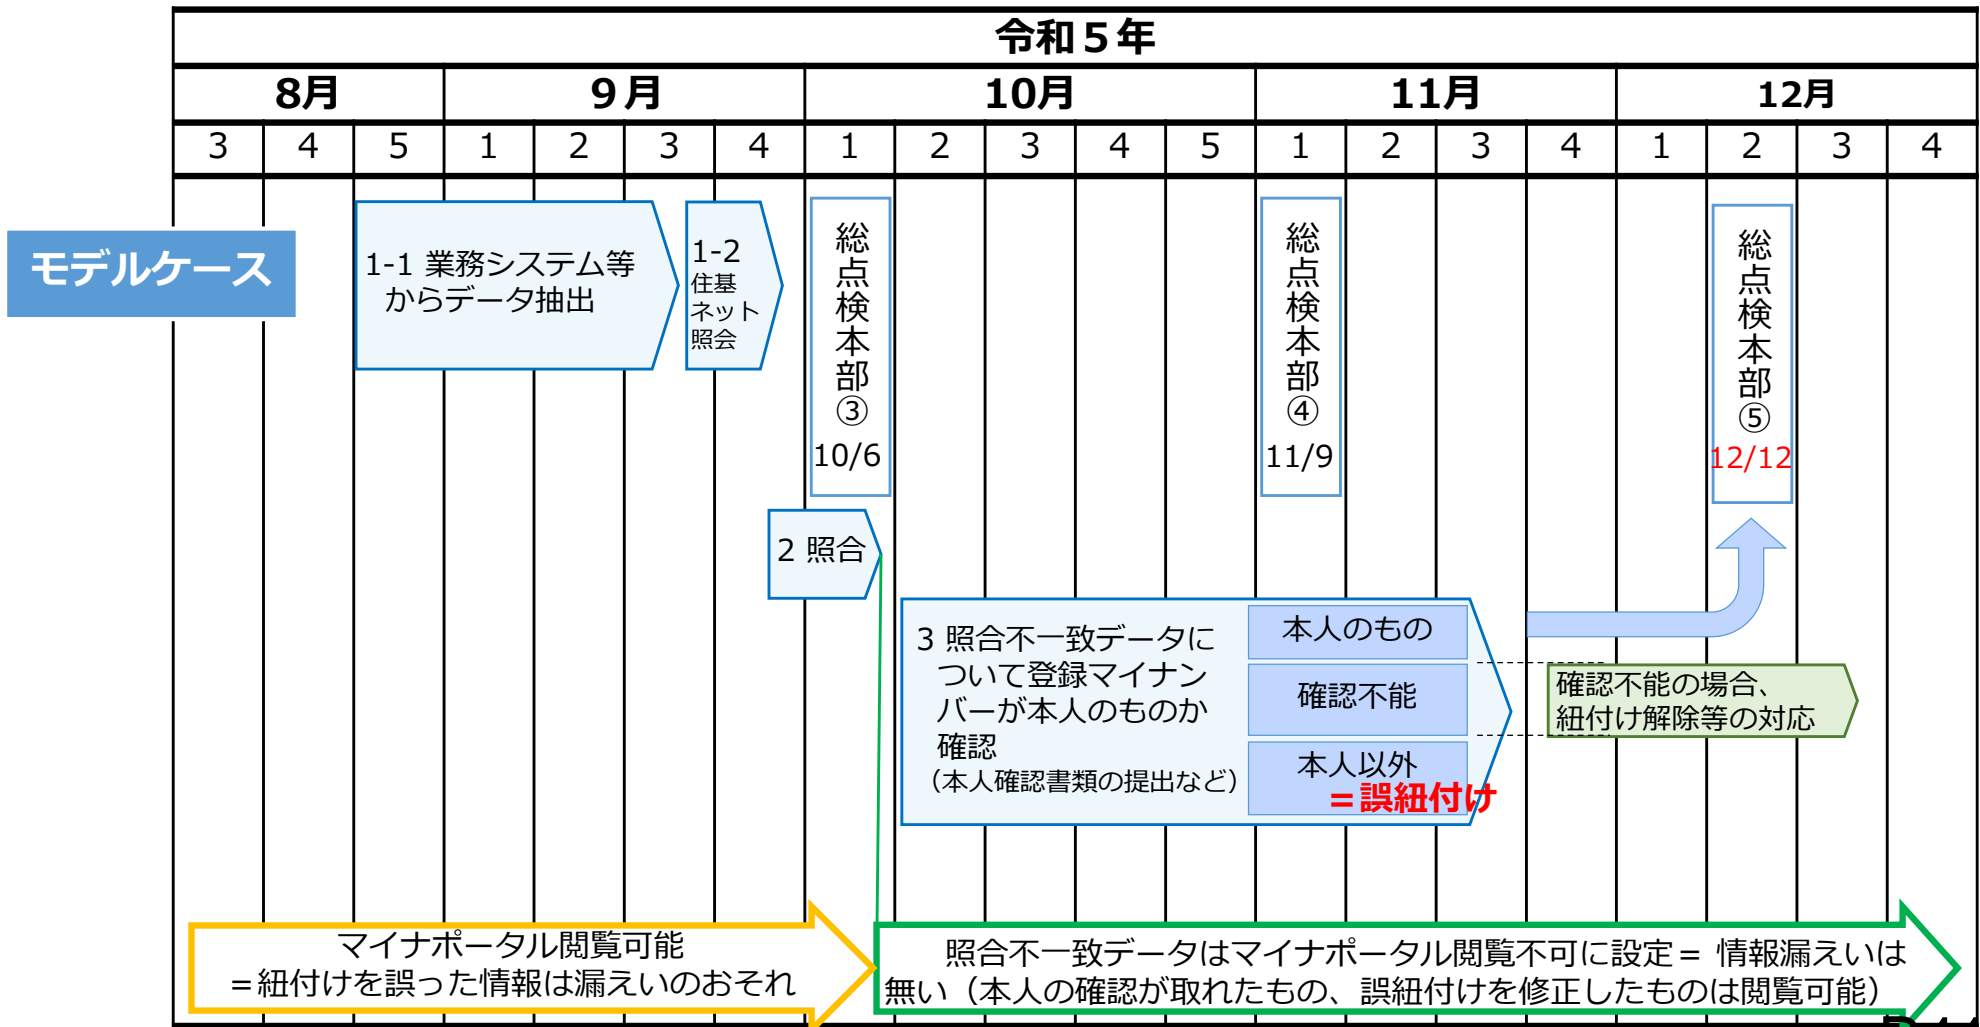 令和５年
8月 ９月 10月 11月 12月
3 4 5 1 2 3 4 1 2 3 4 5 1 2 3 4 1 2 3 4
モデルケース
1-1 業務システム等
からデータ抽出
1-2
住基
ネット
照会
総点検本部③
10/6
総点検本部④
11/9
総点検本部⑤
12/12
2 照合
3 照合不一致データに
ついて登録マイナン
バーが本人のものか
確認
（本人確認書類の提出など）
本人のもの
確認不能
本人以外
＝誤紐付け
確認不能の場合、
紐付け解除等の対応
マイナポータル閲覧可能
＝紐付けを誤った情報は漏えいのおそれ
照合不一致データはマイナポータル閲覧不可に設定＝ 情報漏えいは
無い（本人の確認が取れたもの、誤紐付けを修正したものは閲覧可能）